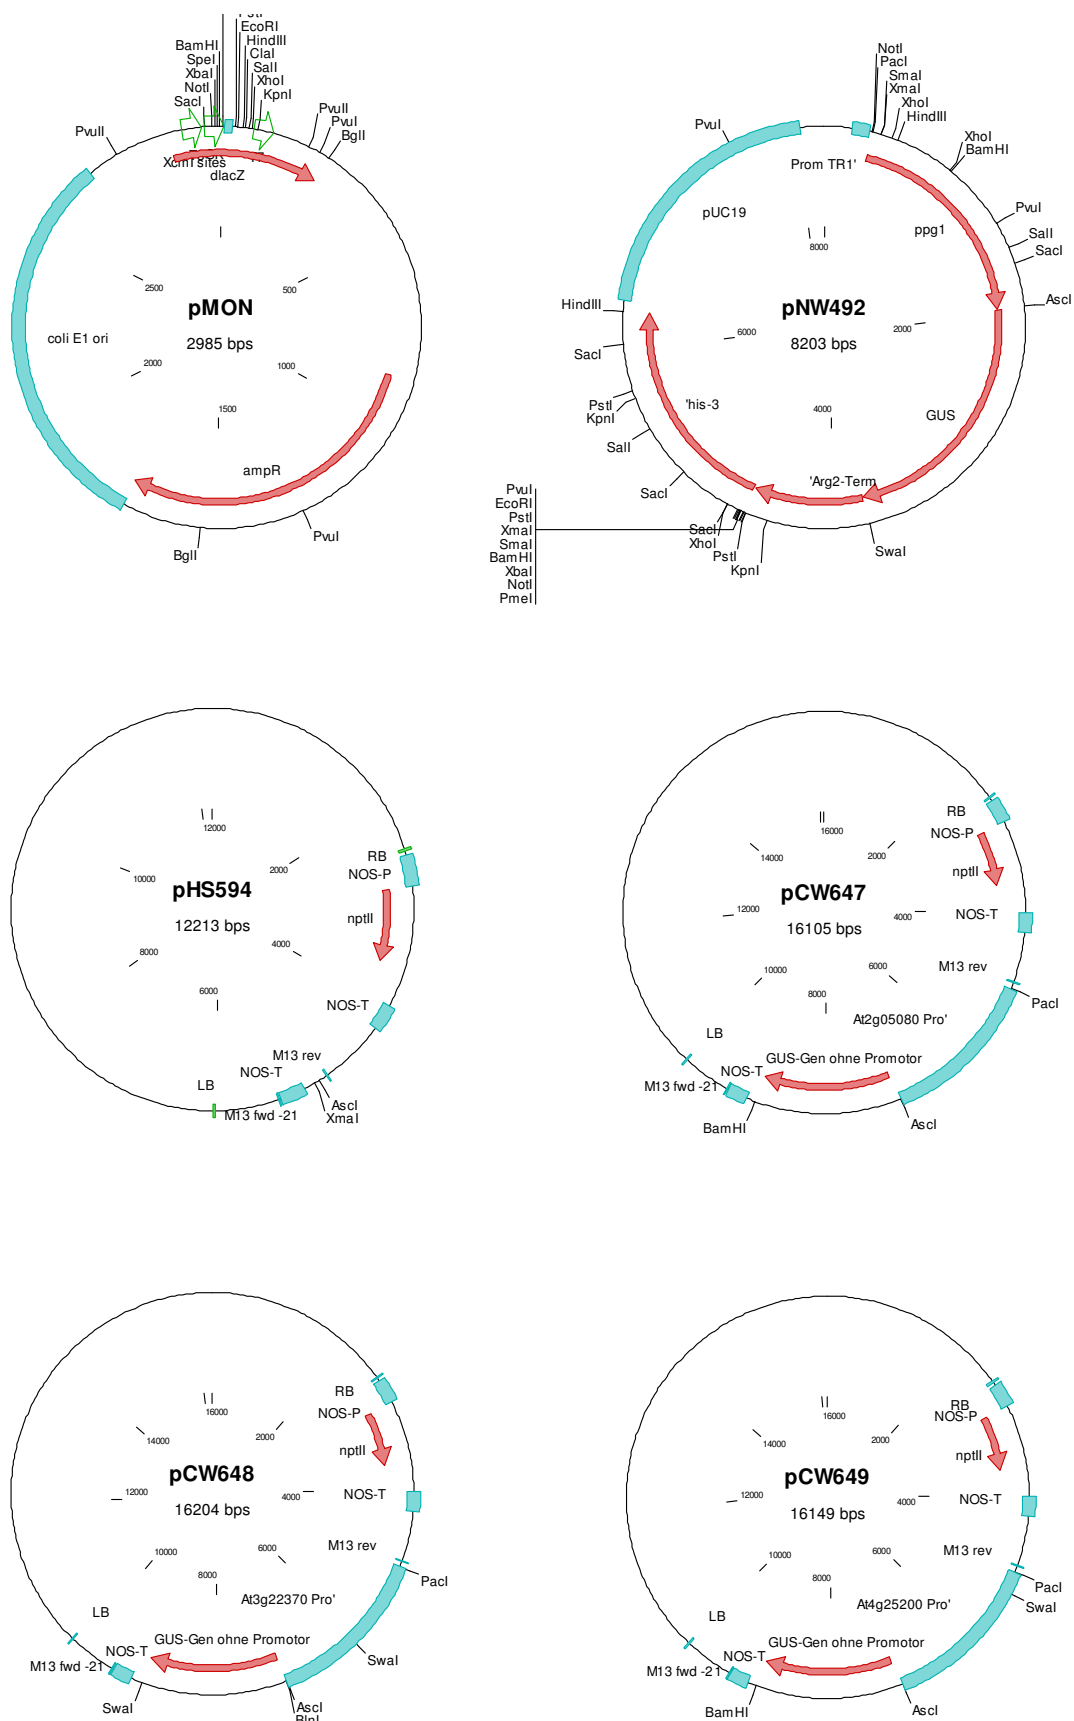 PstI
EcoRI
HindIII
ClaI
SalI
XhoI
KpnI
BamHI
SpeI
XbaI
NotI
SacI
PvuII
PvuI
BglI
PvuII
XcmI sites
dlacZ
500
2500
pMON
2985 bps
coli E1 ori
2000
1000
1500
ampR
BglI
PvuI
NotI
PacI
SmaI
XmaI
XhoI
HindIII
XhoI
BamHI
PvuI
Prom TR1'
pUC19
ppg1
PvuI
SalI
SacI
8000
AscI
HindIII
pNW492
8203 bps
6000
2000
SacI
PstI
KpnI
'his-3
GUS
4000
SalI
SacI
'Arg2-Term
PvuI
EcoRI
PstI
XmaI
SmaI
BamHI
XbaI
NotI
PmeI
SacI
XhoI
PstI
KpnI
SwaI
12000
2000
10000
RB
NOS-P
pHS594
12213 bps
nptII
8000
4000
6000
NOS-T
M13 rev
NOS-T
LB
M13 fwd -21
AscI
XmaI
16000
2000
14000
RB
NOS-P
nptII
pCW647
16105 bps
12000
4000
NOS-T
10000
6000
8000
M13 rev
PacI
At2g05080 Pro'
LB
GUS-Gen ohne Promotor
NOS-T
M13 fwd -21
BamHI
AscI
16000
2000
14000
RB
NOS-P
nptII
pCW648
16204 bps
12000
4000
NOS-T
10000
6000
8000
M13 rev
PacI
At3g22370 Pro'
LB
GUS-Gen ohne Promotor
NOS-T
M13 fwd -21
SwaI
SwaI
AscI
BlpI
16000
2000
14000
RB
NOS-P
nptII
pCW649
16149 bps
12000
4000
NOS-T
10000
6000
8000
M13 rev
PacI
SwaI
At4g25200 Pro'
LB
GUS-Gen ohne Promotor
NOS-T
M13 fwd -21
BamHI
AscI